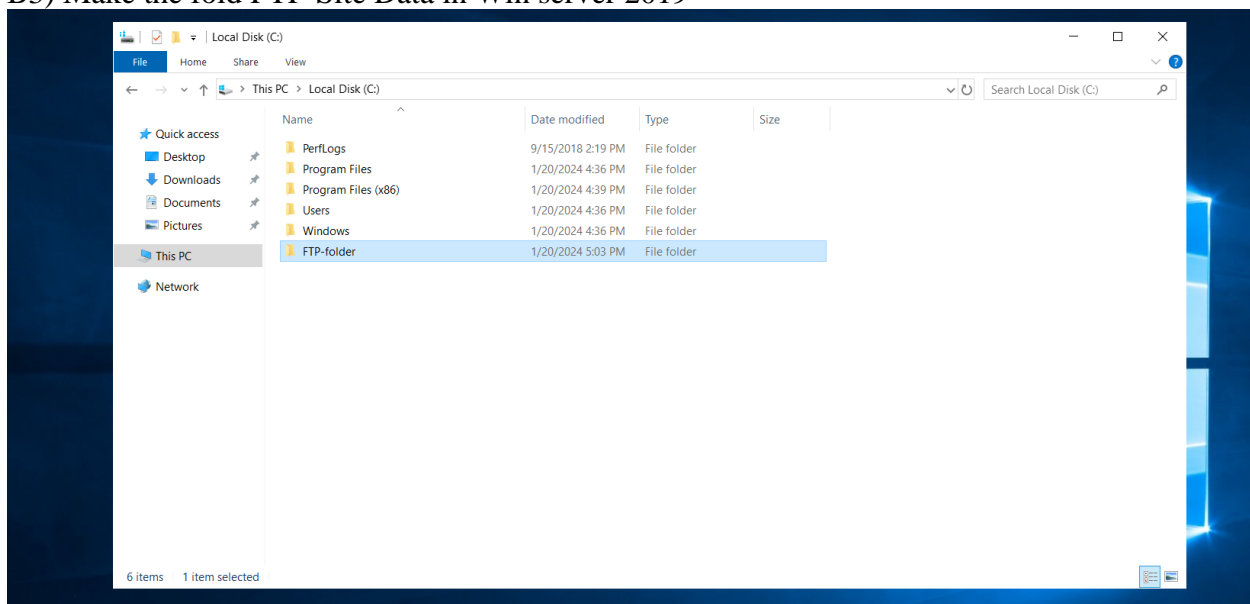 B3) Make the fold FTP Site Data in Win server 2019
Local Disk (C:)
File Home Share View
This PC > Local Disk (C:)
Search Local Disk (C:)
Name Date modified Type Size
Quick access
Desktop
Downloads
Documents
Pictures
This PC
Network
PerfLogs 9/15/2018 2:19 PM File folder
Program Files 1/20/2024 4:36 PM File folder
Program Files (x86) 1/20/2024 4:39 PM File folder
Users 1/20/2024 4:36 PM File folder
Windows 1/20/2024 4:36 PM File folder
FTP-folder 1/20/2024 5:03 PM File folder
6 items 1 item selected